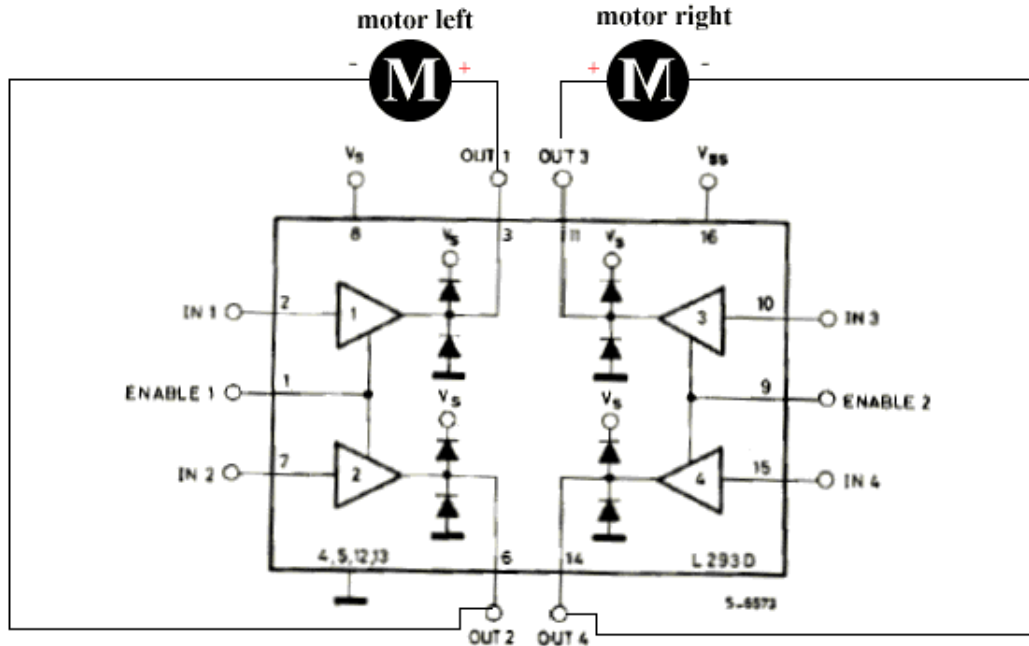 motor left
motor right
- M +
+ M -
VS
OUT 1
OUT 3
VSS
8
3
11
16
VS
VS
IN 1
2
1
3
10
IN 3
ENABLE 1
1
9
ENABLE 2
VS
VS
IN 2
7
2
4
15
IN 4
4,5,12,13
6
14
L293D
5-6573
OUT 2
OUT 4